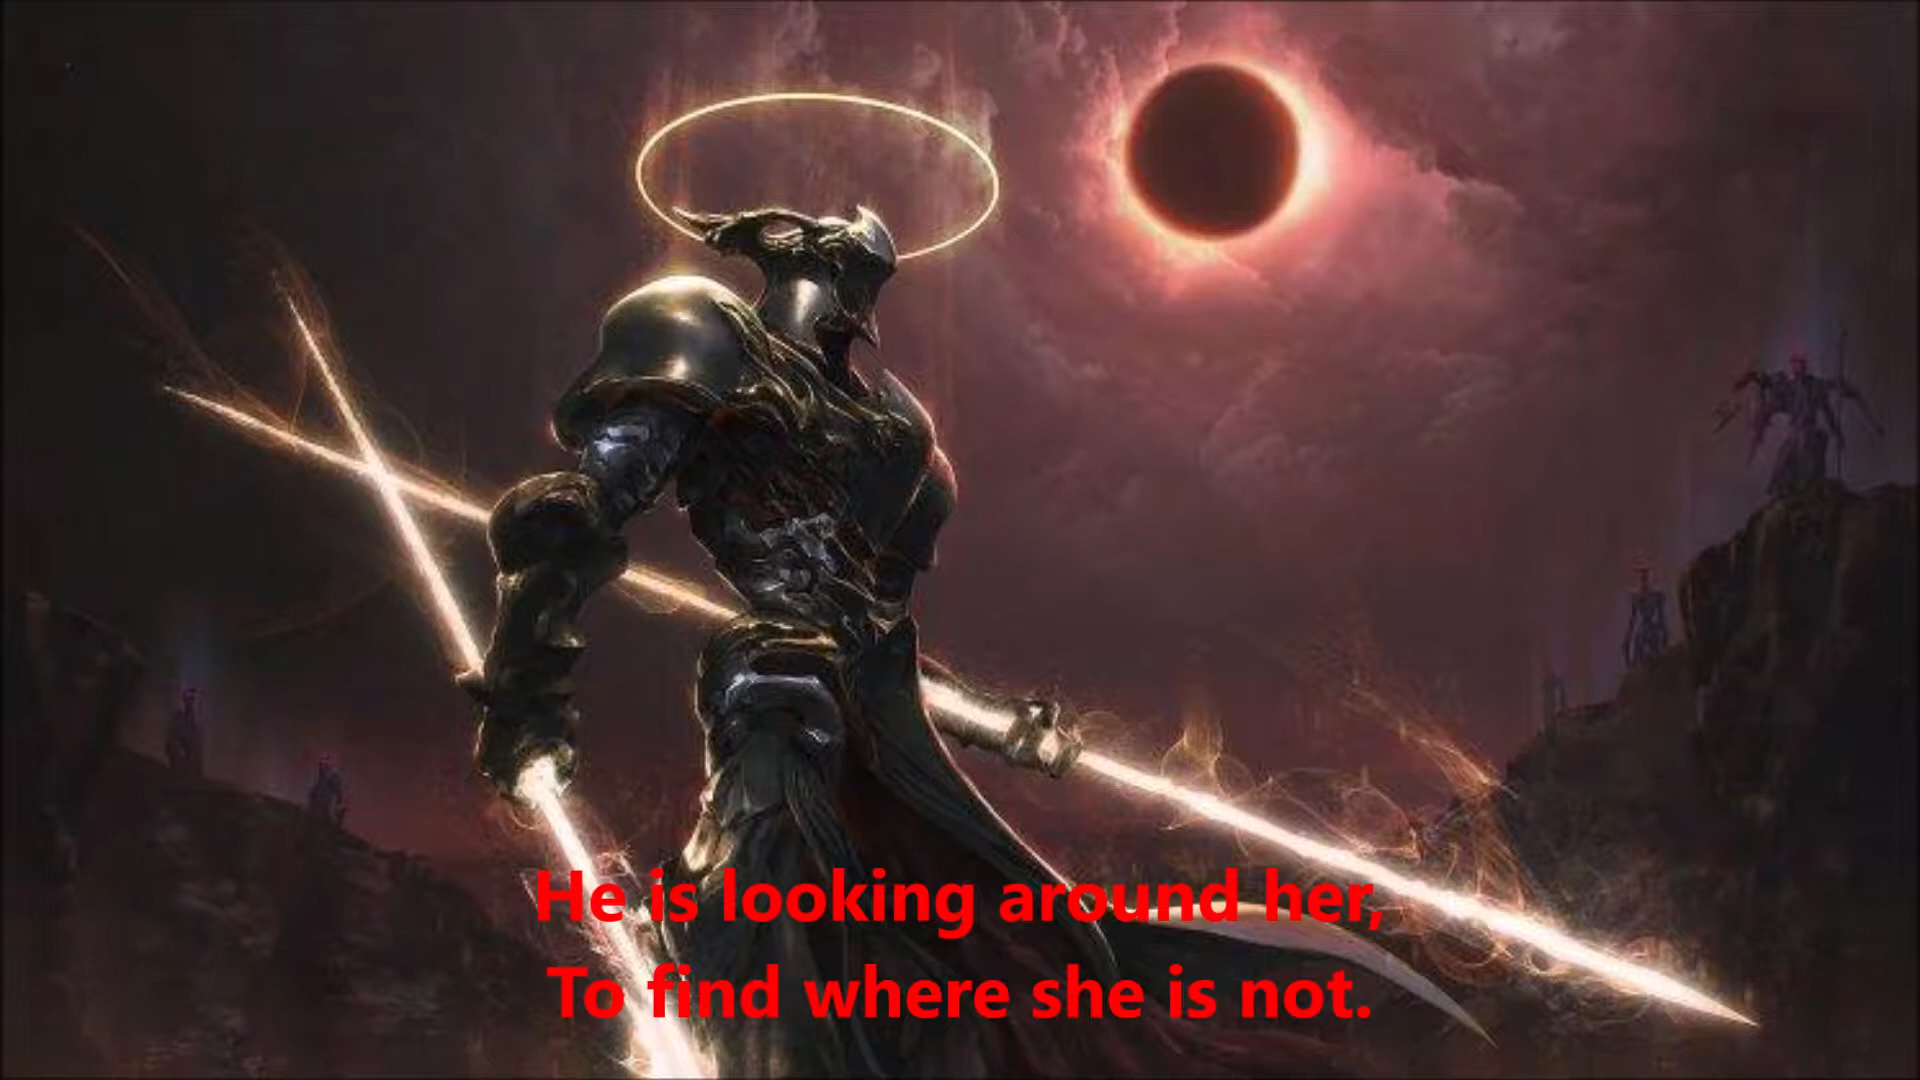 He is looking around her,
To find where she is not.